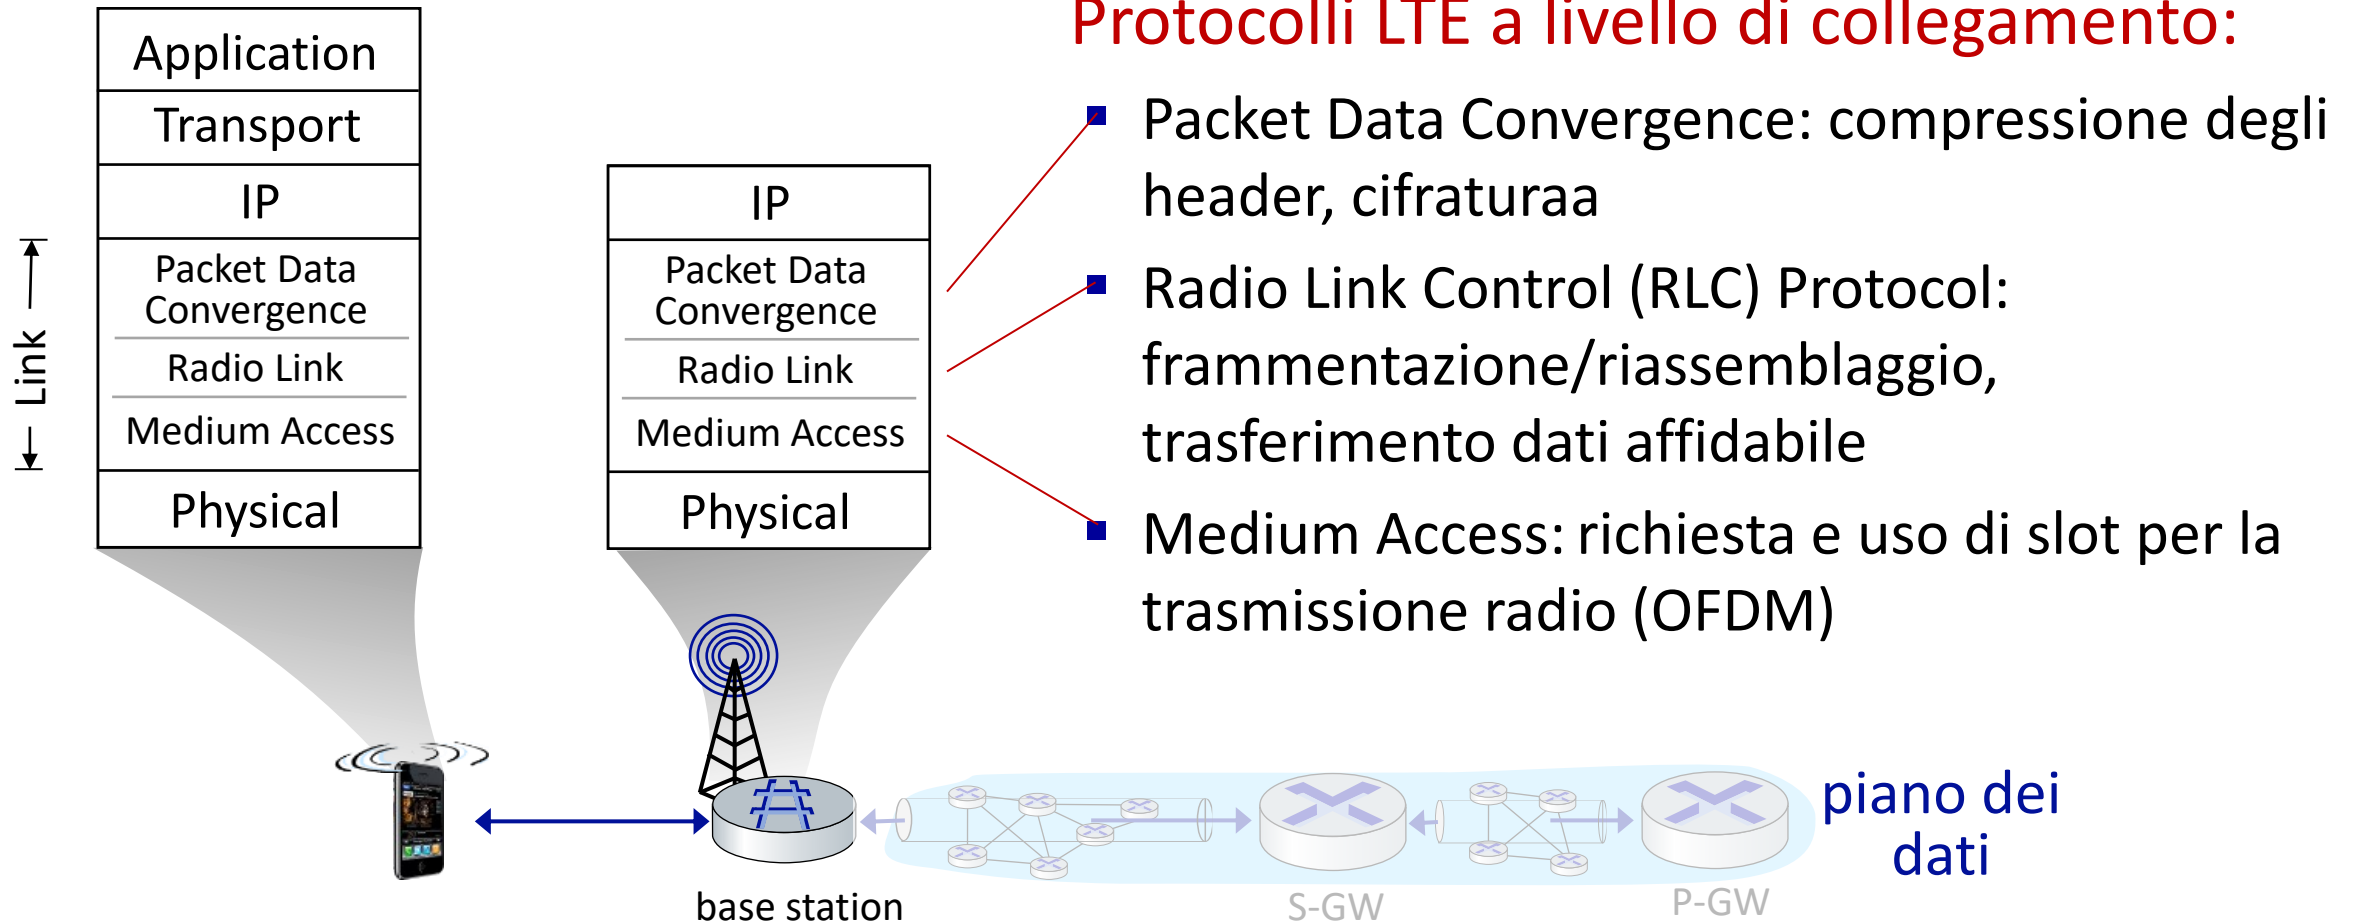 Protocolli LTE a livello di collegamento:
Application
Transport
IP
Packet Data
Convergence
Radio Link
Medium Access
Physical
Link
IP
Packet Data
Convergence
Radio Link
Medium Access
Physical
Packet Data Convergence: compressione degli
header, cifraturaa
Radio Link Control (RLC) Protocol:
frammentazione/riassemblaggio,
trasferimento dati affidabile
Medium Access: richiesta e uso di slot per la
trasmissione radio (OFDM)
base station
S-GW
P-GW
piano dei
dati